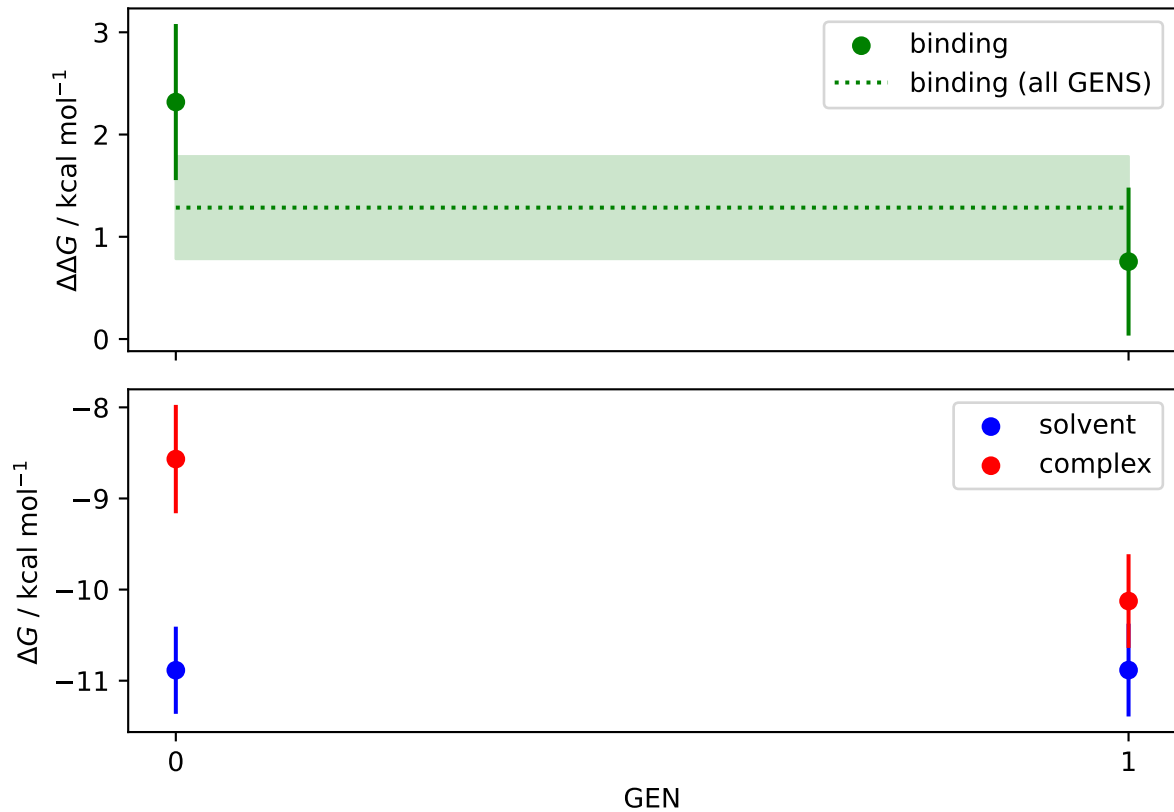 3
2
1
0
ΔΔG / kcal mol⁻¹
binding
binding (all GENS)
−8
−9
−10
−11
ΔG / kcal mol⁻¹
solvent
complex
0 1
GEN